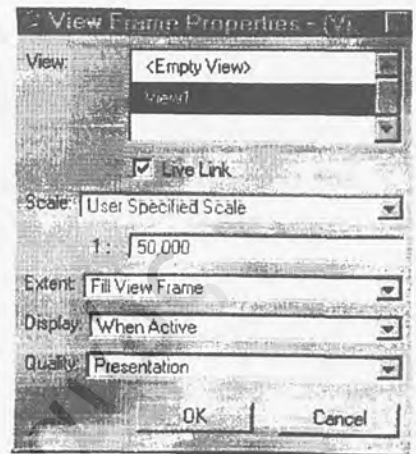 View Frame Properties - (V).
View:
<Empty View>
View1
Live Link
Scale: User Specified Scale
1: 50,000
Extent: Fill View Frame
Display: When Active
Quality: Presentation
OK Cancel